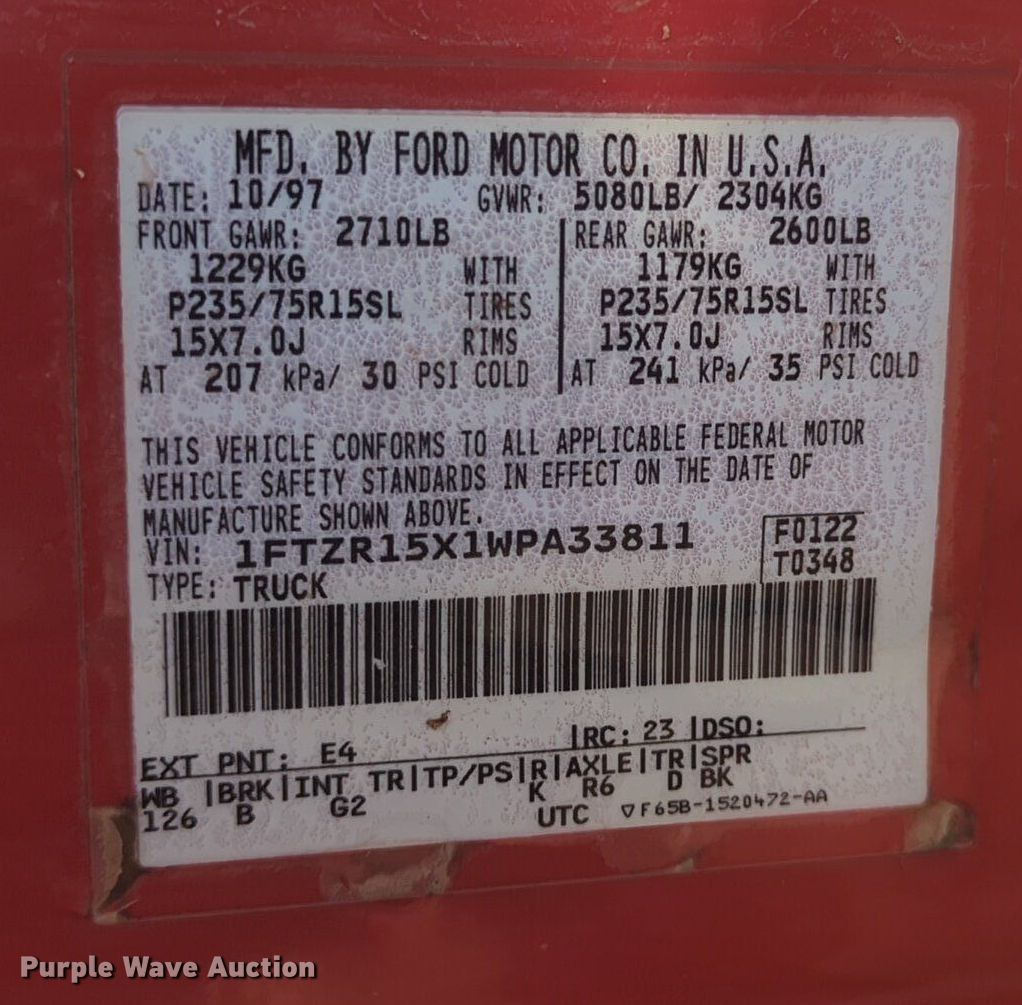 MFD. BY FORD MOTOR CO. IN U.S.A.
DATE: 10/97 GVWR: 5080LB/ 2304KG
FRONT GAWR: 2710LB REAR GAWR: 2600LB
1229KG WITH 1179KG WITH
P235/75R15SL TIRES P235/75R15SL TIRES
15X7.0J RIMS 15X7.0J RIMS
AT 207 kPa/ 30 PSI COLD AT 241 kPa/ 35 PSI COLD
THIS VEHICLE CONFORMS TO ALL APPLICABLE FEDERAL MOTOR
VEHICLE SAFETY STANDARDS IN EFFECT ON THE DATE OF
MANUFACTURE SHOWN ABOVE.
VIN: 1FTZR15X1WPA33811 F0122
TYPE: TRUCK T0348
EXT PNT: E4 RC: 23 DSO:
WB BRK INT TR TP/PS R AXLE TR SPR
126 B G2 K R6 D BK
UTC ▽F65B-1520472-AA
Purple Wave Auction